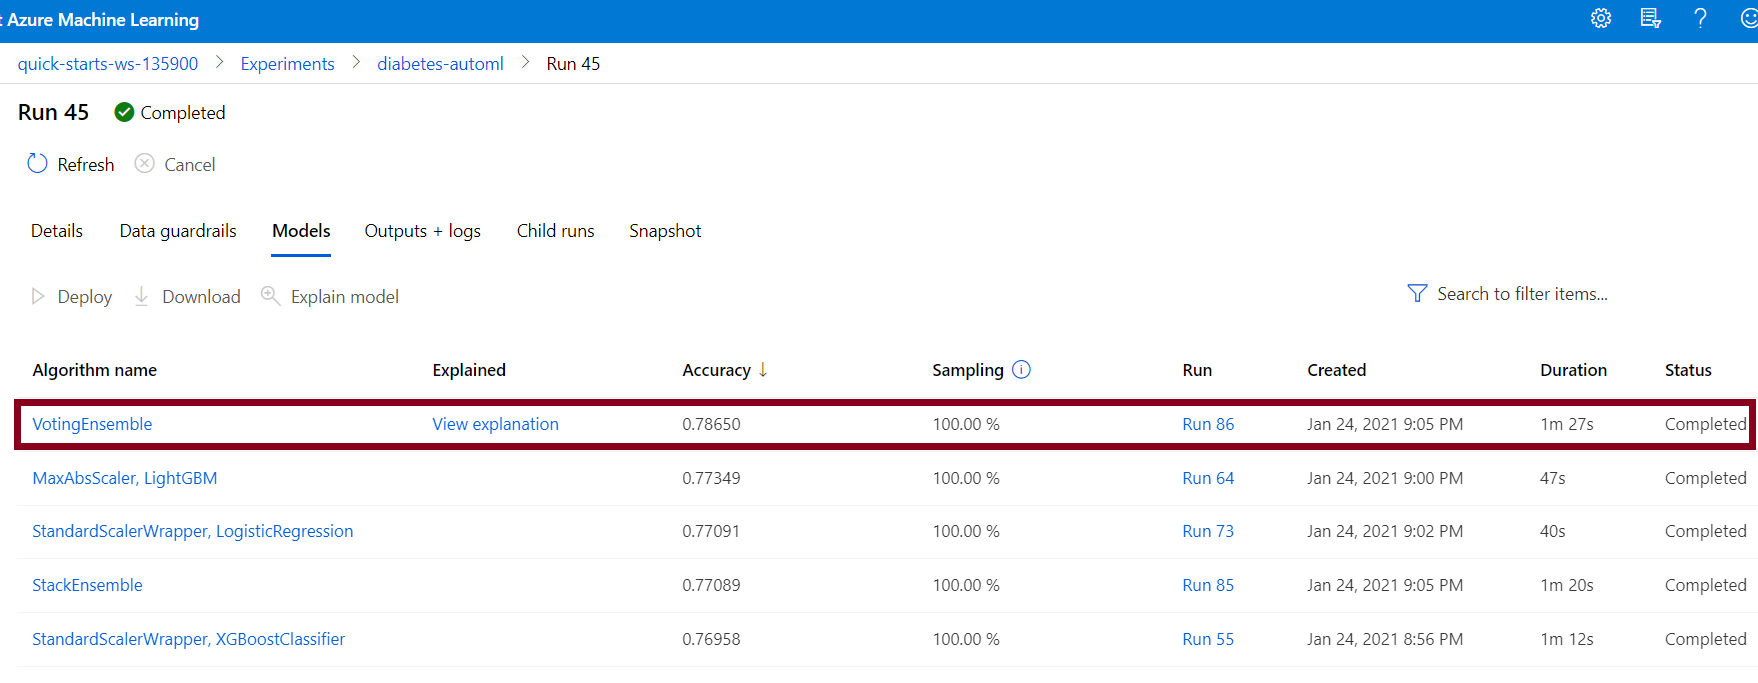 t Azure Machine Learning
quick-starts-ws-135900 > Experiments > diabetes-automl > Run 45
Run 45 Completed
Refresh Cancel
Details Data guardrails Models Outputs + logs Child runs Snapshot
Deploy Download Explain model Search to filter items...
Algorithm name Explained Accuracy ↓ Sampling Run Created Duration Status
VotingEnsemble View explanation 0.78650 100.00 % Run 86 Jan 24, 2021 9:05 PM 1m 27s Completed
MaxAbsScaler, LightGBM 0.77349 100.00 % Run 64 Jan 24, 2021 9:00 PM 47s Completed
StandardScalerWrapper, LogisticRegression 0.77091 100.00 % Run 73 Jan 24, 2021 9:02 PM 40s Completed
StackEnsemble 0.77089 100.00 % Run 85 Jan 24, 2021 9:05 PM 1m 20s Completed
StandardScalerWrapper, XGBoostClassifier 0.76958 100.00 % Run 55 Jan 24, 2021 8:56 PM 1m 12s Completed